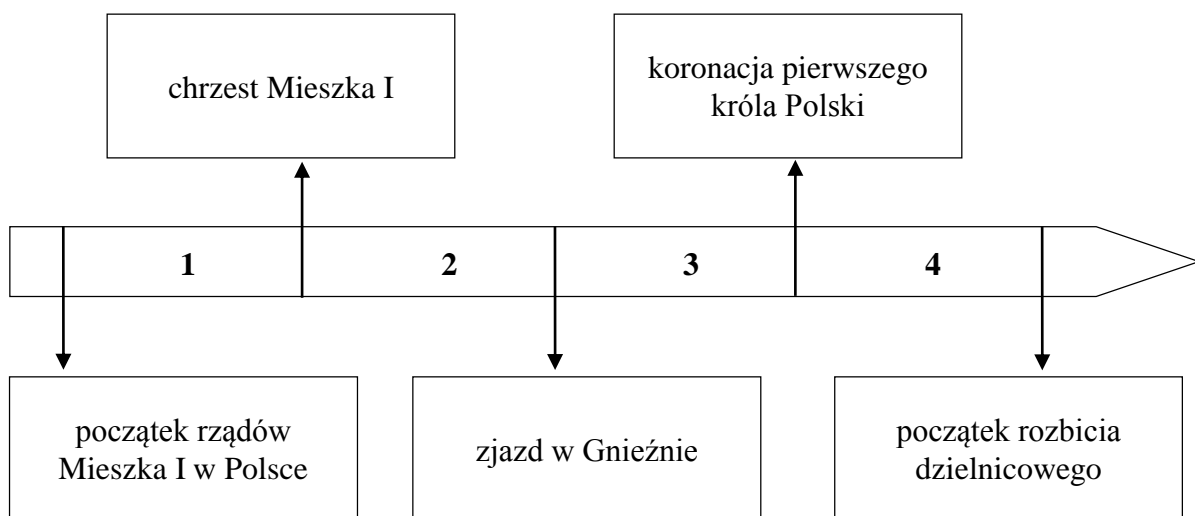 chrzest Mieszka I
koronacja pierwszego
króla Polski
1
2
3
4
początek rządów
Mieszka I w Polsce
zjazd w Gnieźnie
początek rozbicia
dzielnicowego